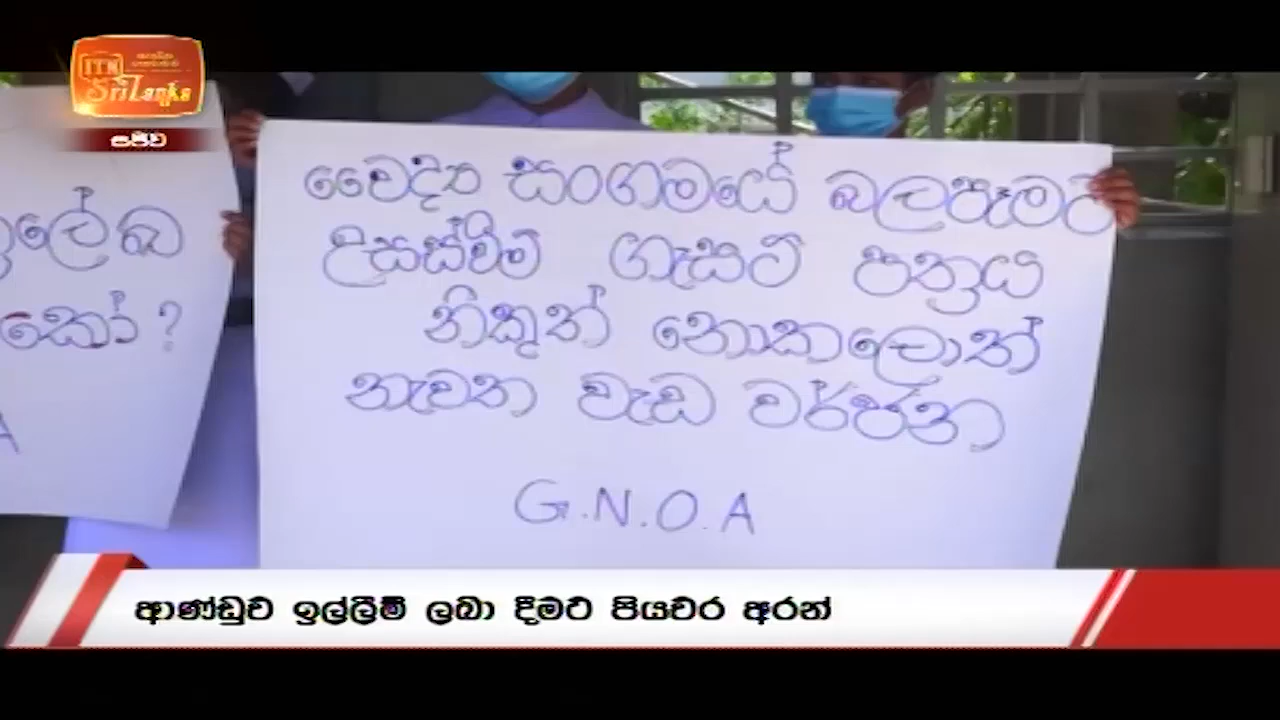 ITN
Sri Lanka
සජීව
වෛද්‍ය සංගමයේ බලපෑමට
උසස්වීම් ගැසට් පත්‍රය
නිකුත් නොකලොත්
නැවත වැඩ වර්ජන
G.N.O.A
ලේඛ
කෝ?
A
ආණ්ඩුව ඉල්ලීම් ලබා දීමට පියවර අරන්